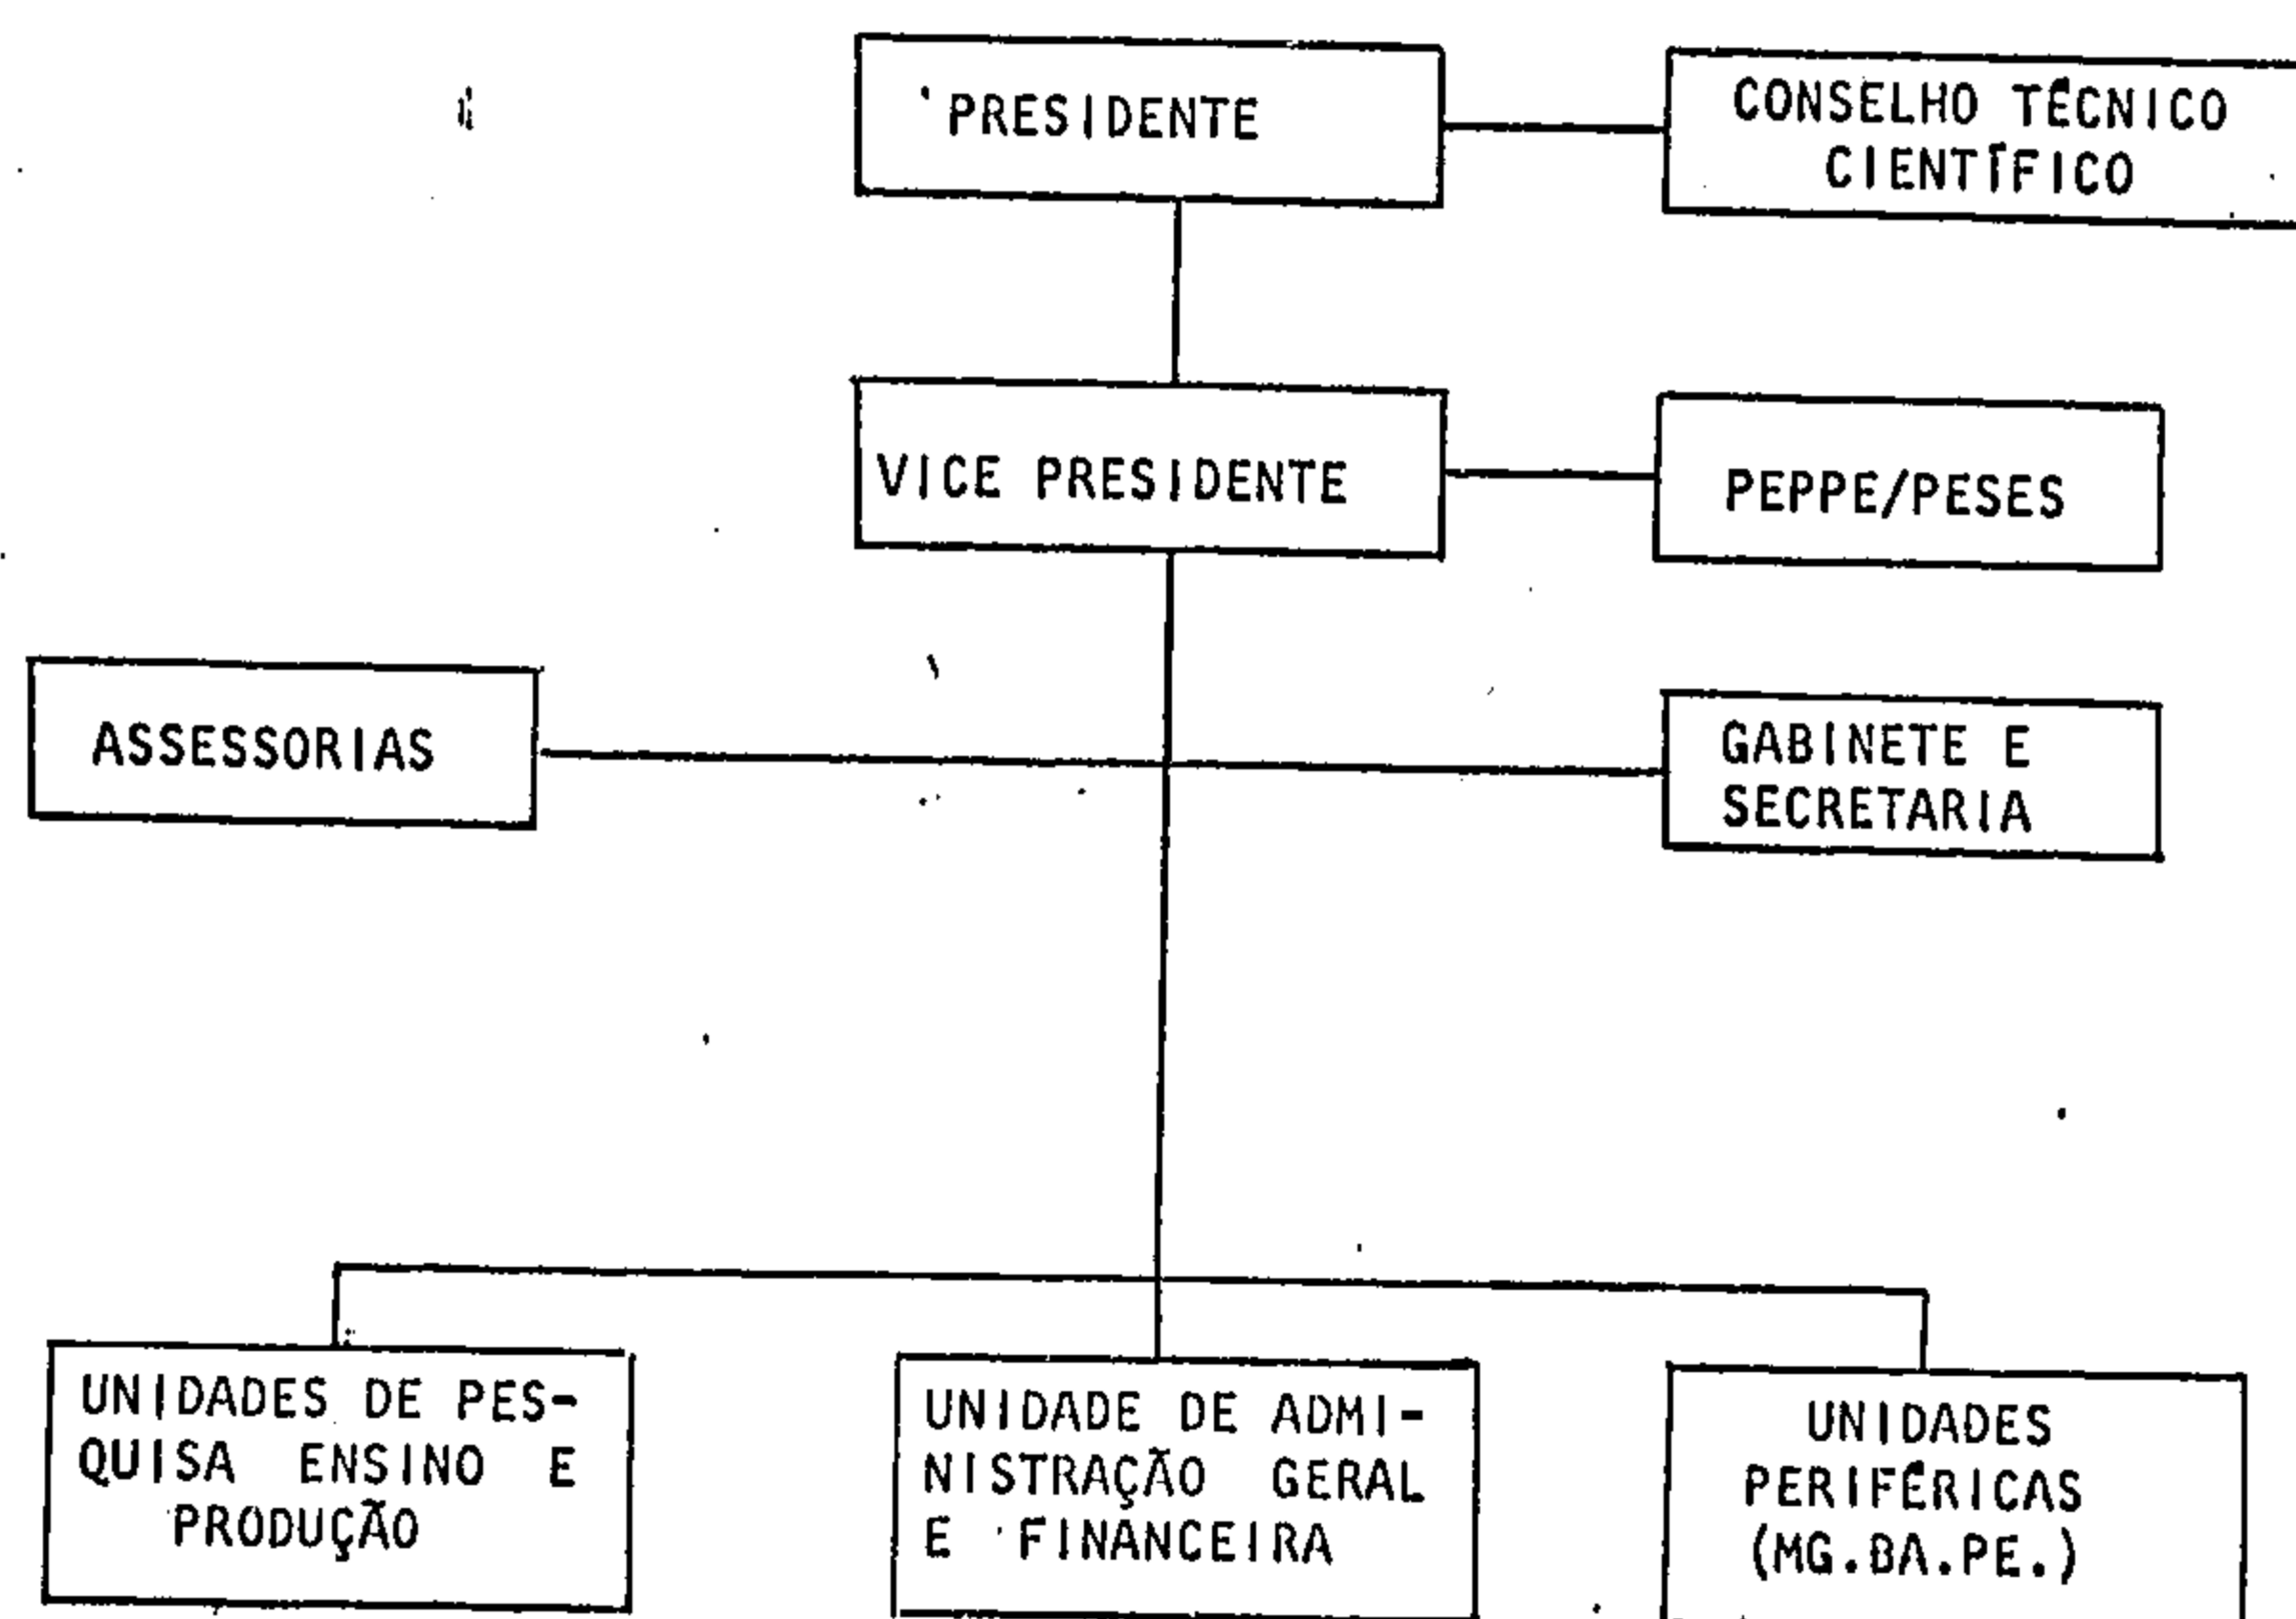 PRESIDENTE
CONSELHO TÉCNICO
CIENTÍFICO
VICE PRESIDENTE
PEPPE/PESES
ASSESSORIAS
GABINETE E
SECRETARIA
UNIDADES DE PES-
QUISA ENSINO E
PRODUÇÃO
UNIDADE DE ADMI-
NISTRAÇÃO GERAL
E FINANCEIRA
UNIDADES
PERIFÉRICAS
(MG.BA.PE.)